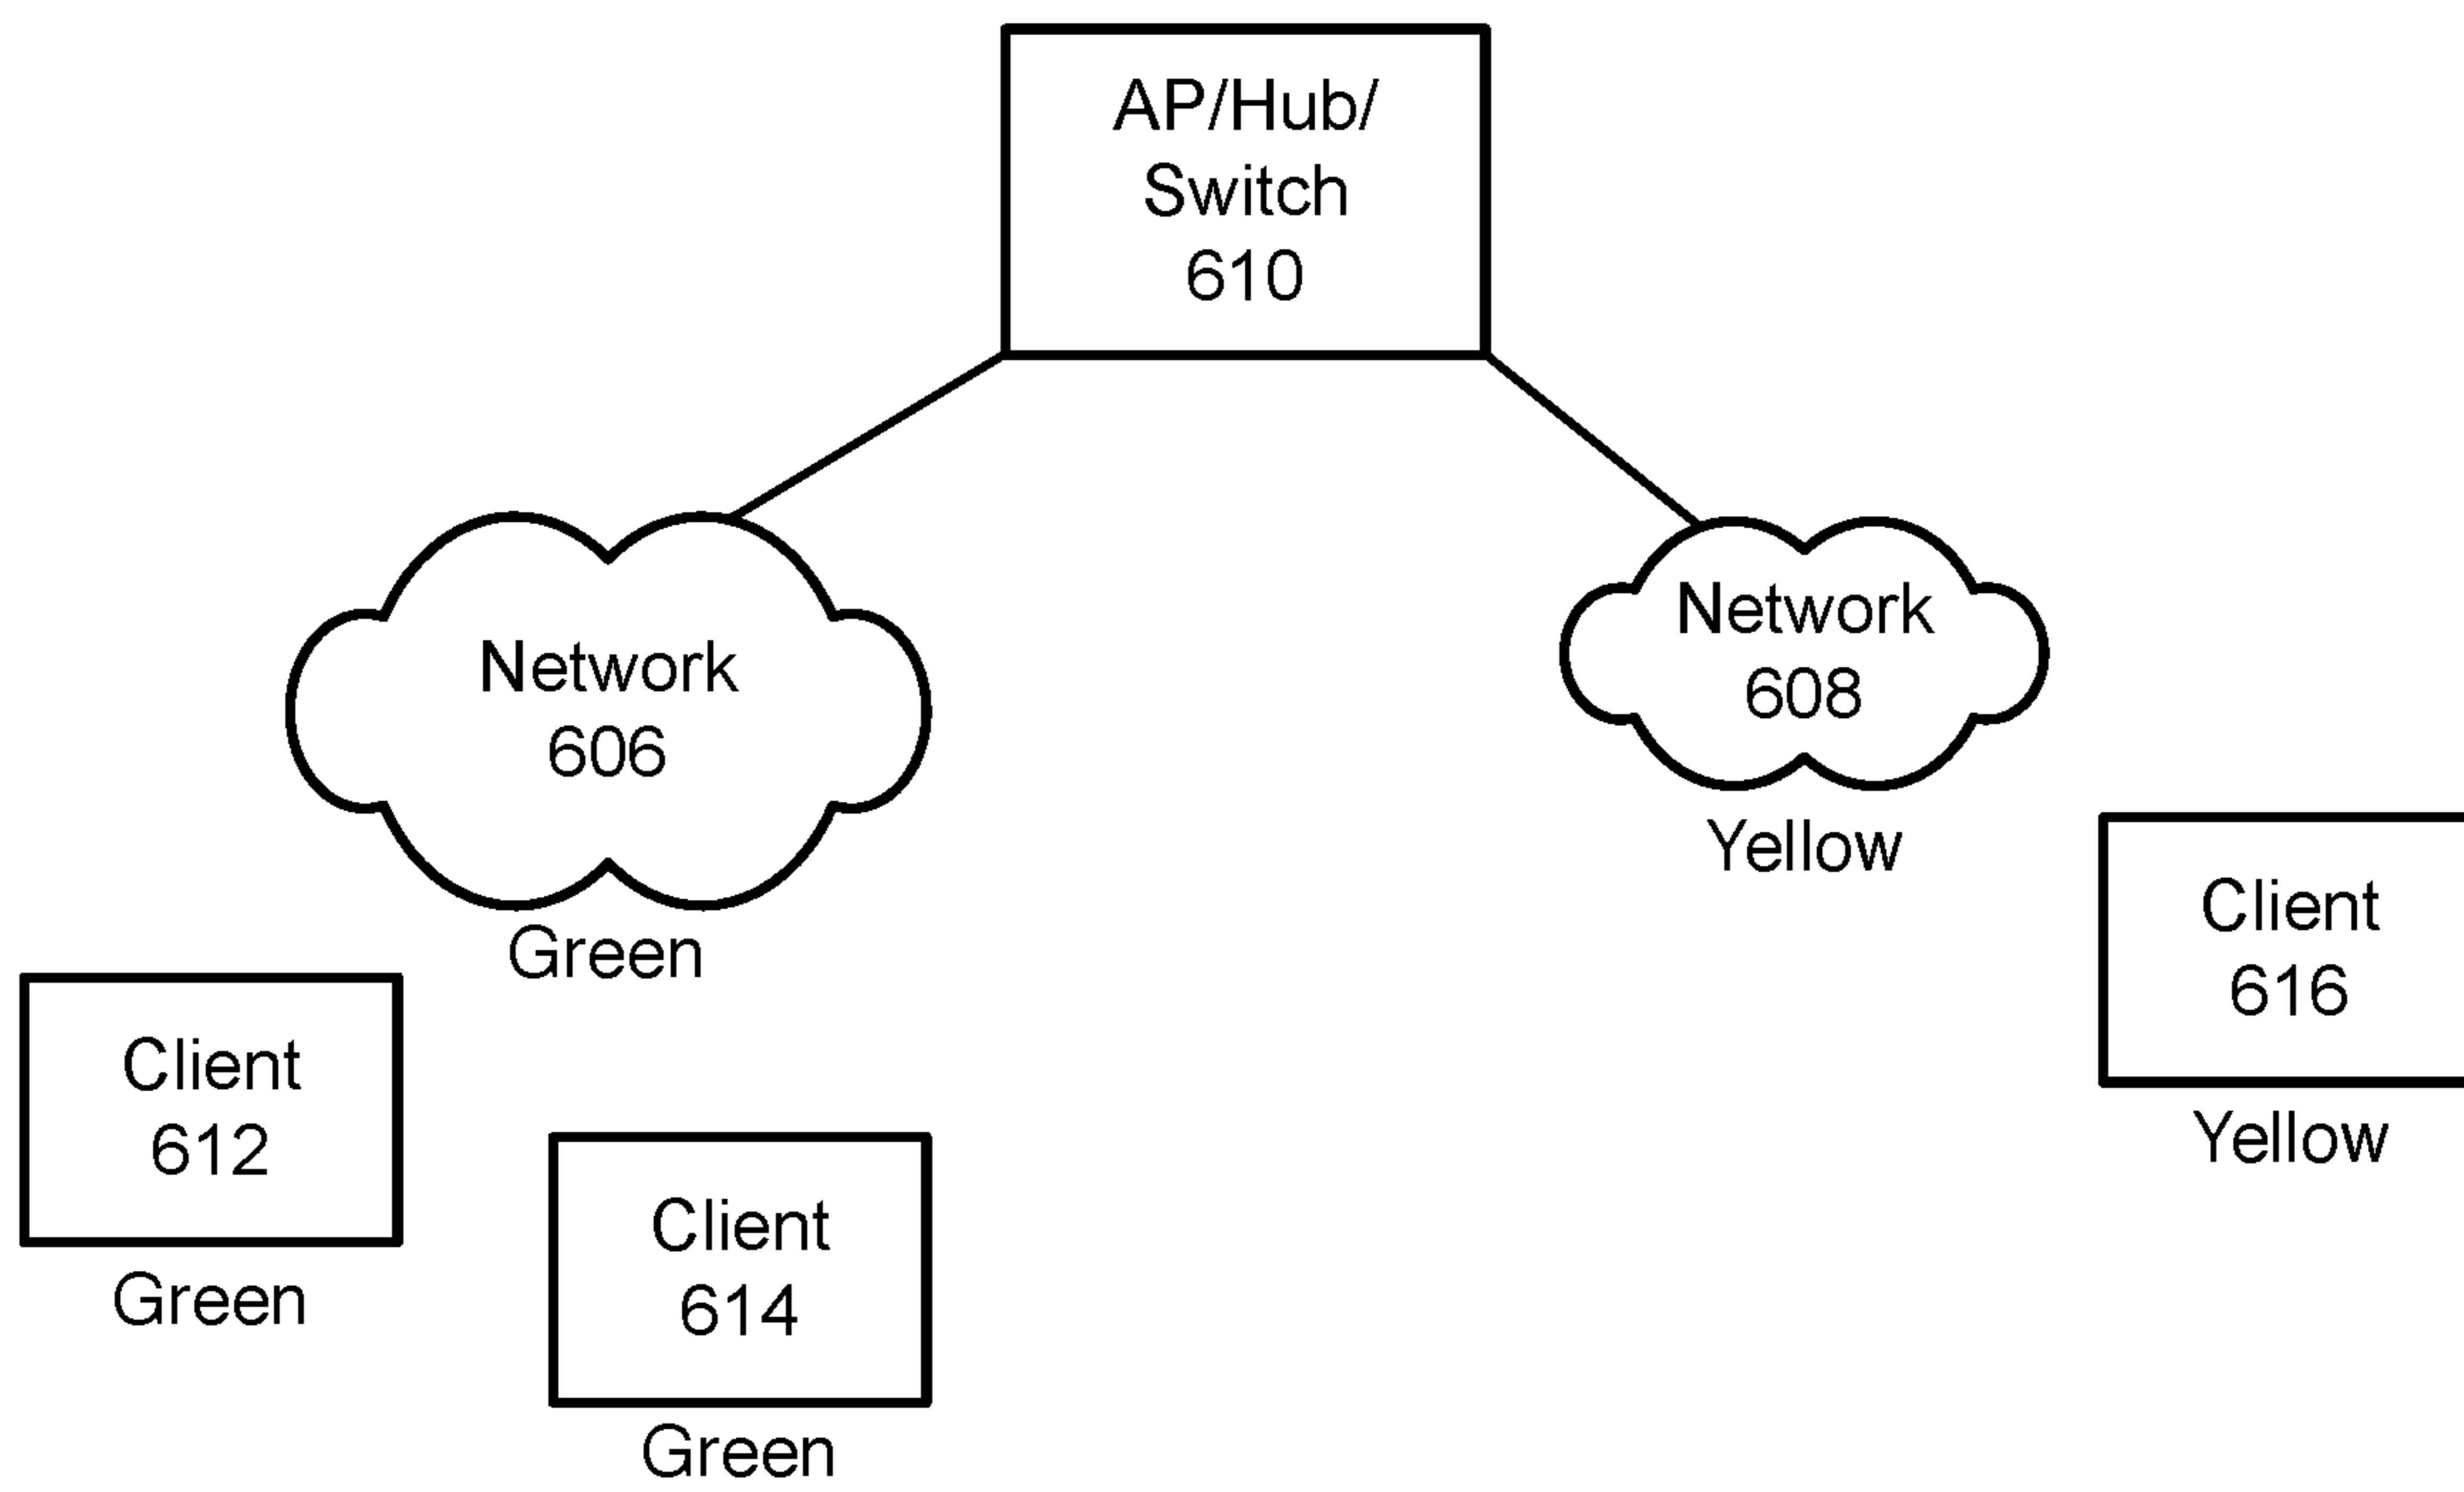 AP/Hub/
Switch
610
Network
606
Green
Network
608
Yellow
Client
612
Green
Client
614
Green
Client
616
Yellow